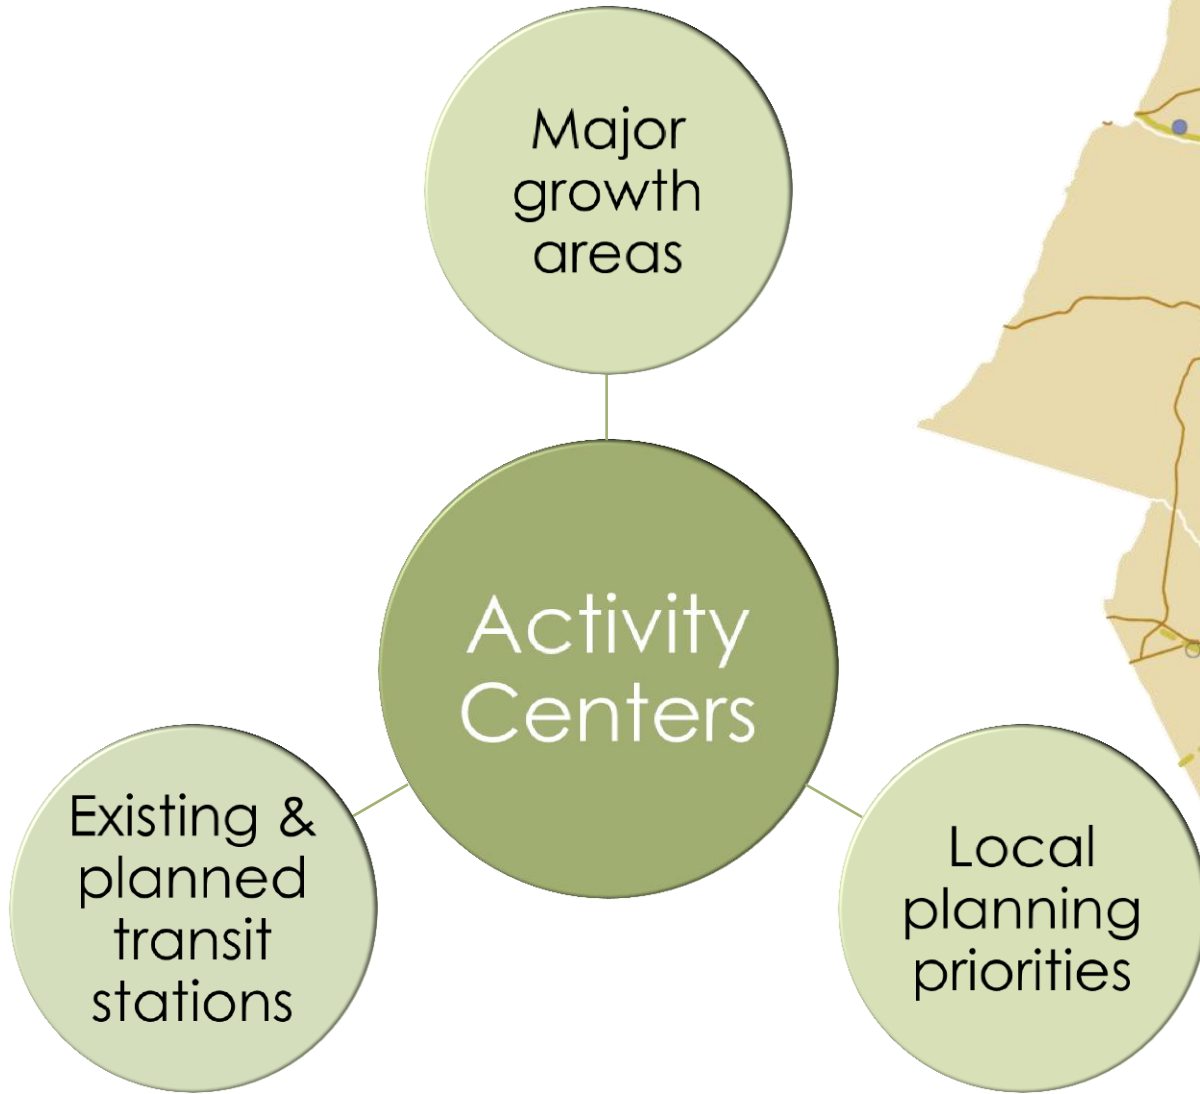 Major
growth
areas
Activity
Centers
Existing &
planned
transit
stations
Local
planning
priorities